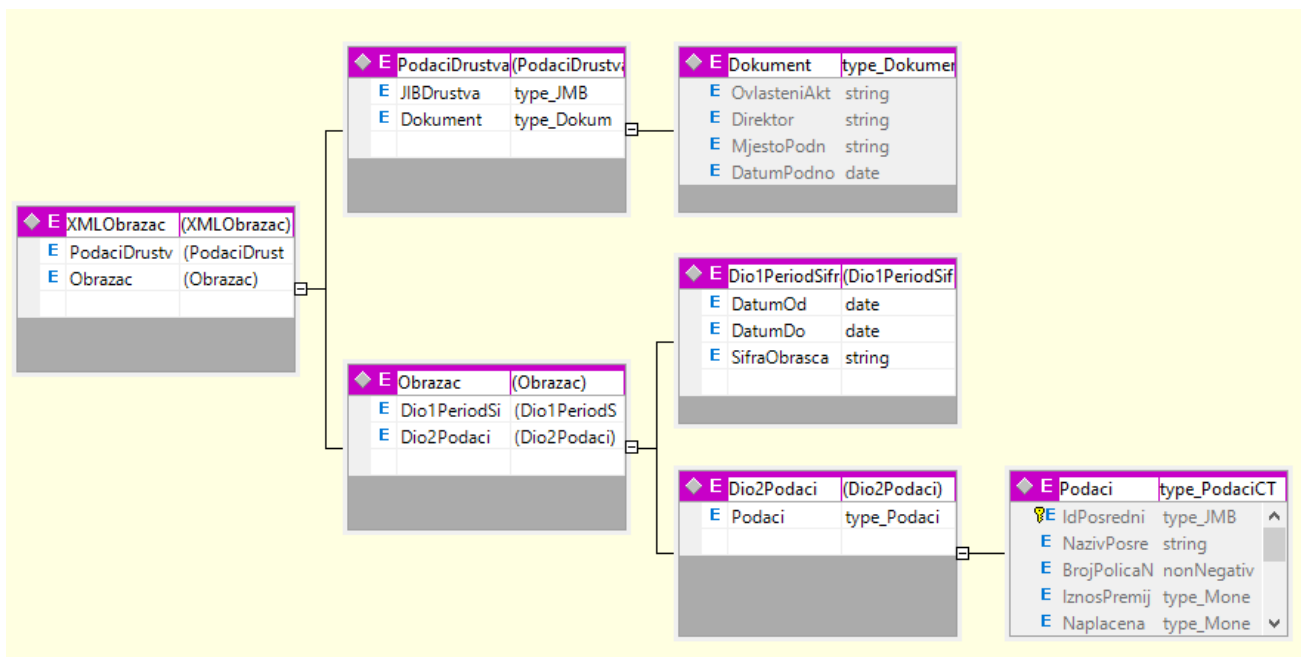 E XMLObrazac (XMLObrazac)
E PodaciDrustv (PodaciDrust
E Obrazac (Obrazac)
E PodaciDrustva (PodaciDrustva
E JIBDrustva type_JMB
E Dokument type_Dokum
E Dokument type_Dokumen
E OvlasteniAkt string
E Direktor string
E MjestoPodn string
E DatumPodno date
E Obrazac (Obrazac)
E Dio1PeriodSi (Dio1PeriodS
E Dio2Podaci (Dio2Podaci)
E Dio1PeriodSifr (Dio1PeriodSif
E DatumOd date
E DatumDo date
E SifraObrasca string
E Dio2Podaci (Dio2Podaci)
E Podaci type_Podaci
E Podaci type_PodaciCT
E IdPosredni type_JMB
E NazivPosre string
E BrojPolicaN nonNegativ
E IznosPremij type_Mone
E Naplacena type_Mone